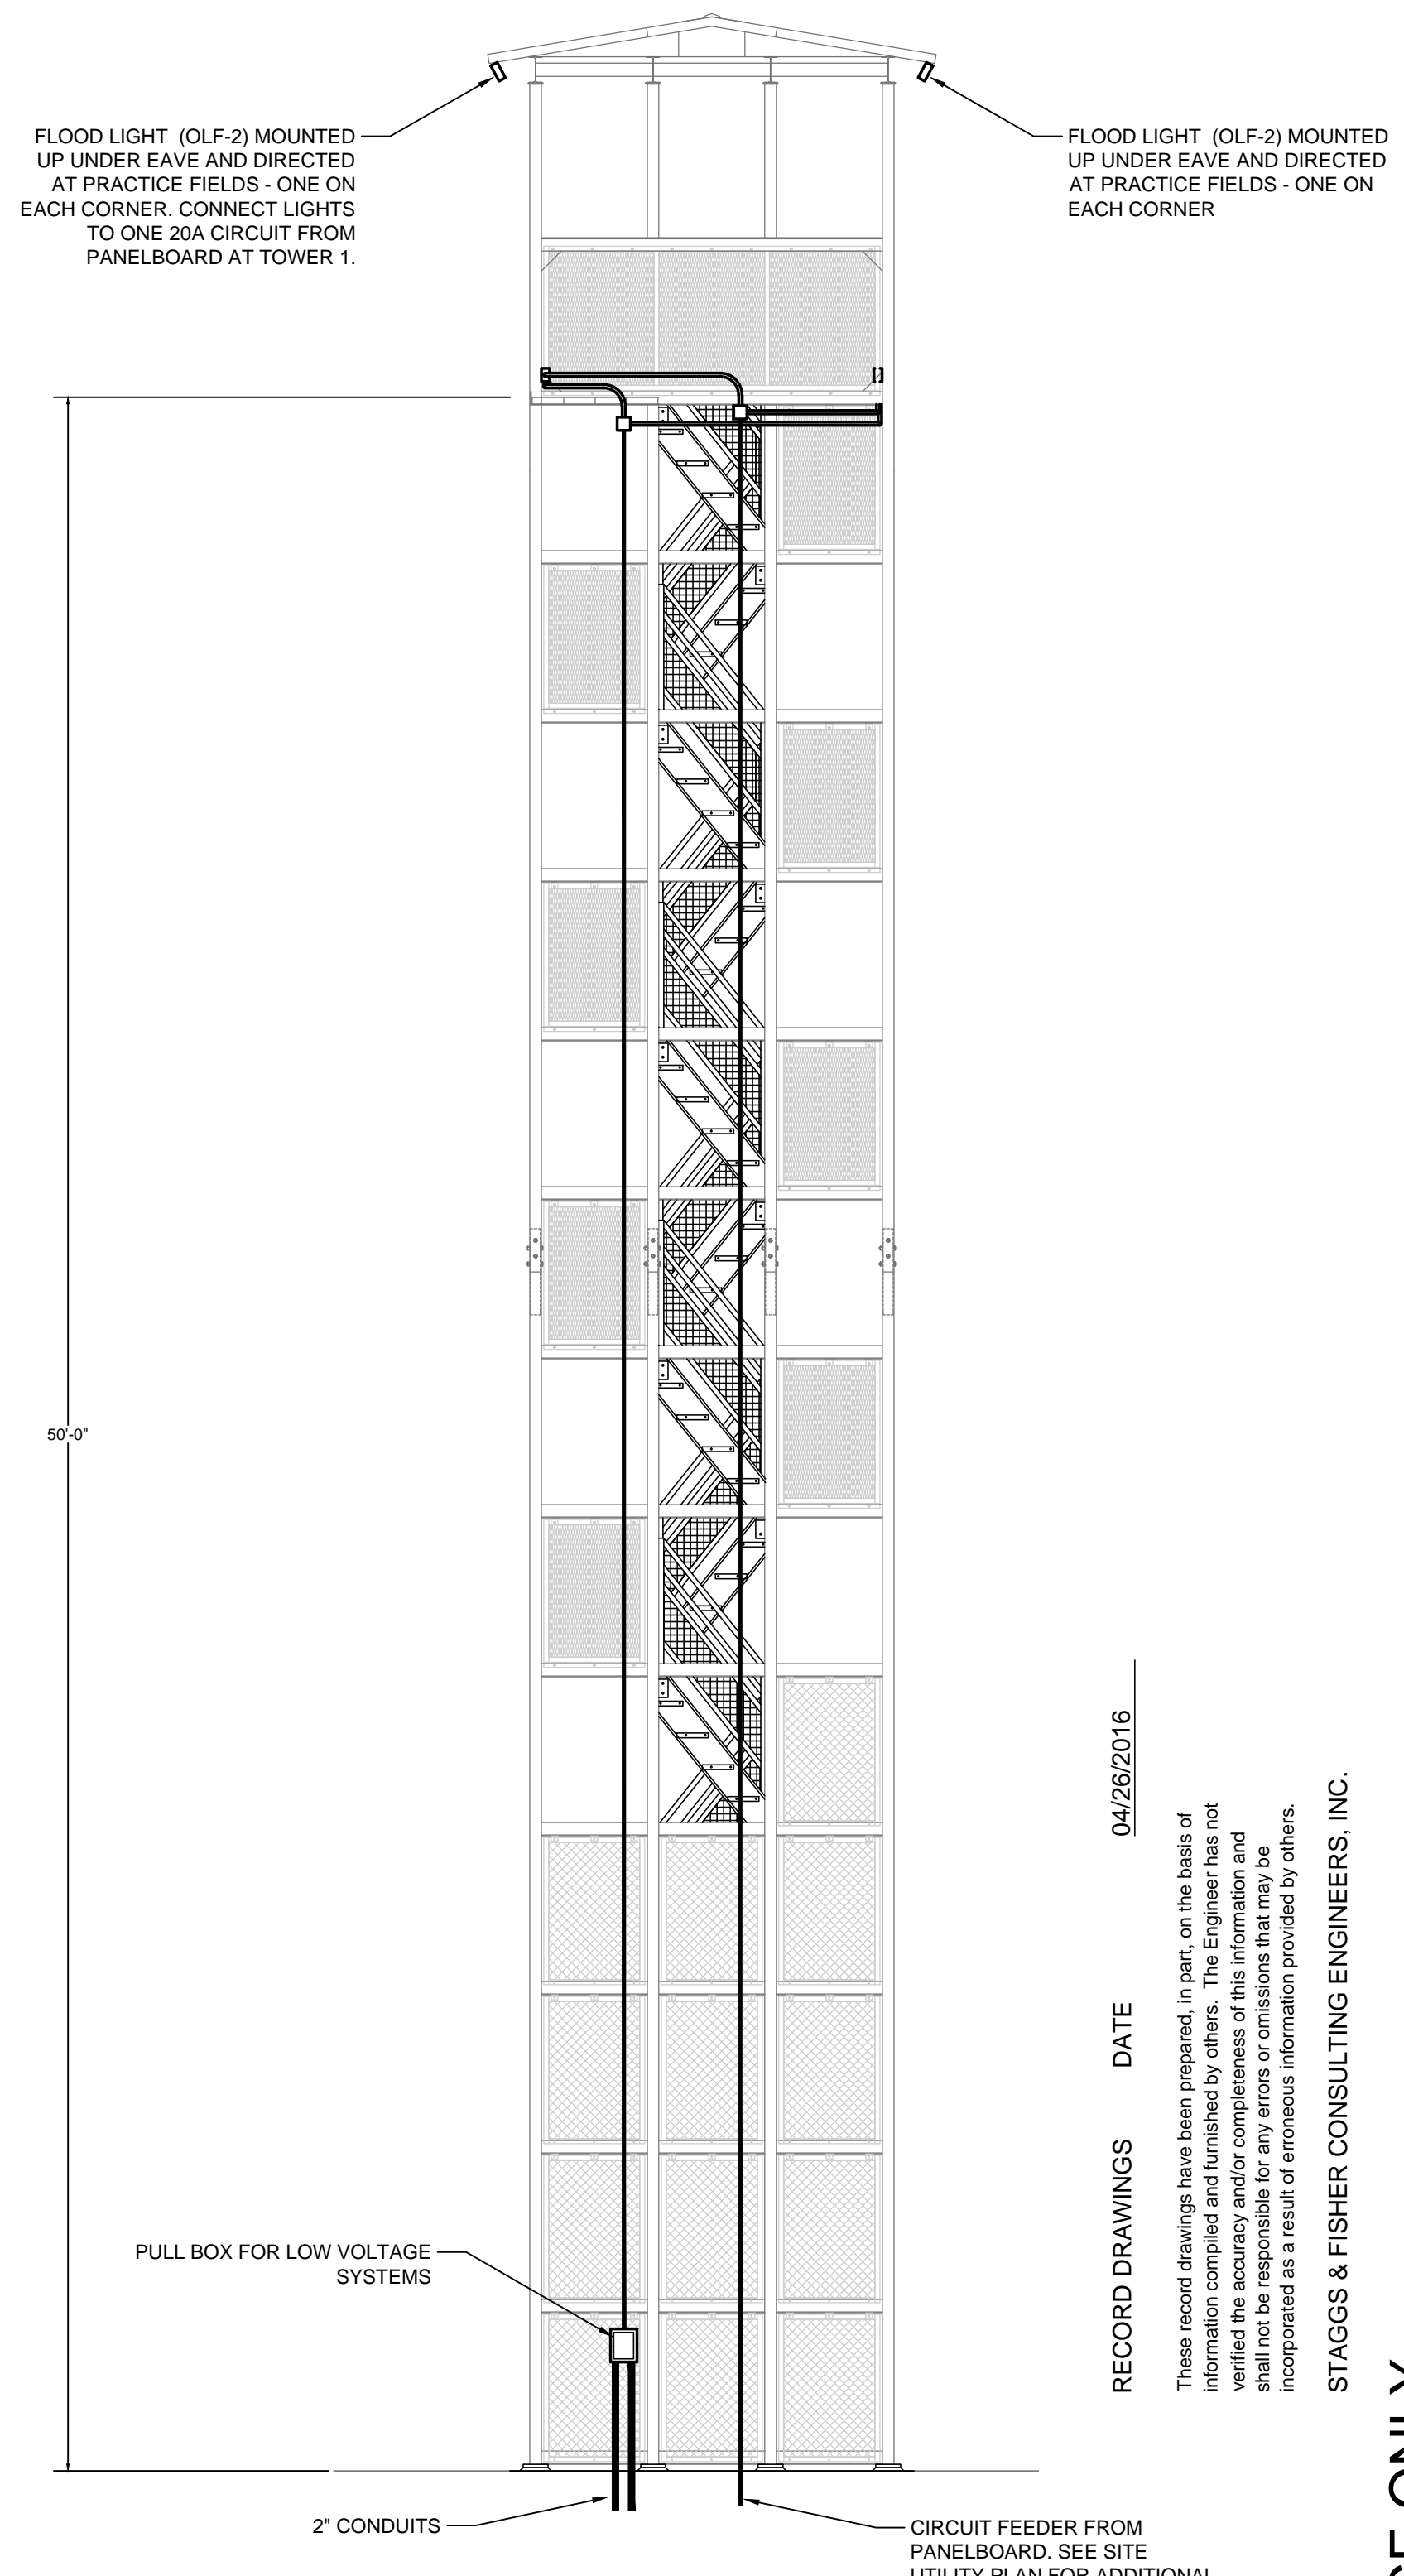 FLOOD LIGHT (OLF-2) MOUNTED
UP UNDER EAVE AND DIRECTED
AT PRACTICE FIELDS - ONE ON
EACH CORNER. CONNECT LIGHTS
TO ONE 20A CIRCUIT FROM
PANELBOARD AT TOWER 1.
FLOOD LIGHT (OLF-2) MOUNTED
UP UNDER EAVE AND DIRECTED
AT PRACTICE FIELDS - ONE ON
EACH CORNER
50'-0"
PULL BOX FOR LOW VOLTAGE
SYSTEMS
2" CONDUITS
CIRCUIT FEEDER FROM
PANELBOARD. SEE SITE
UTILITY PLAN FOR ADDITIONAL
RECORD DRAWINGS DATE 04/26/2016
These record drawings have been prepared, in part, on the basis of
information compiled and furnished by others. The Engineer has not
verified the accuracy and/or completeness of this information and
shall not be responsible for any errors or omissions that may be
incorporated as a result of erroneous information provided by others.
STAGGS & FISHER CONSULTING ENGINEERS, INC.
ONLY